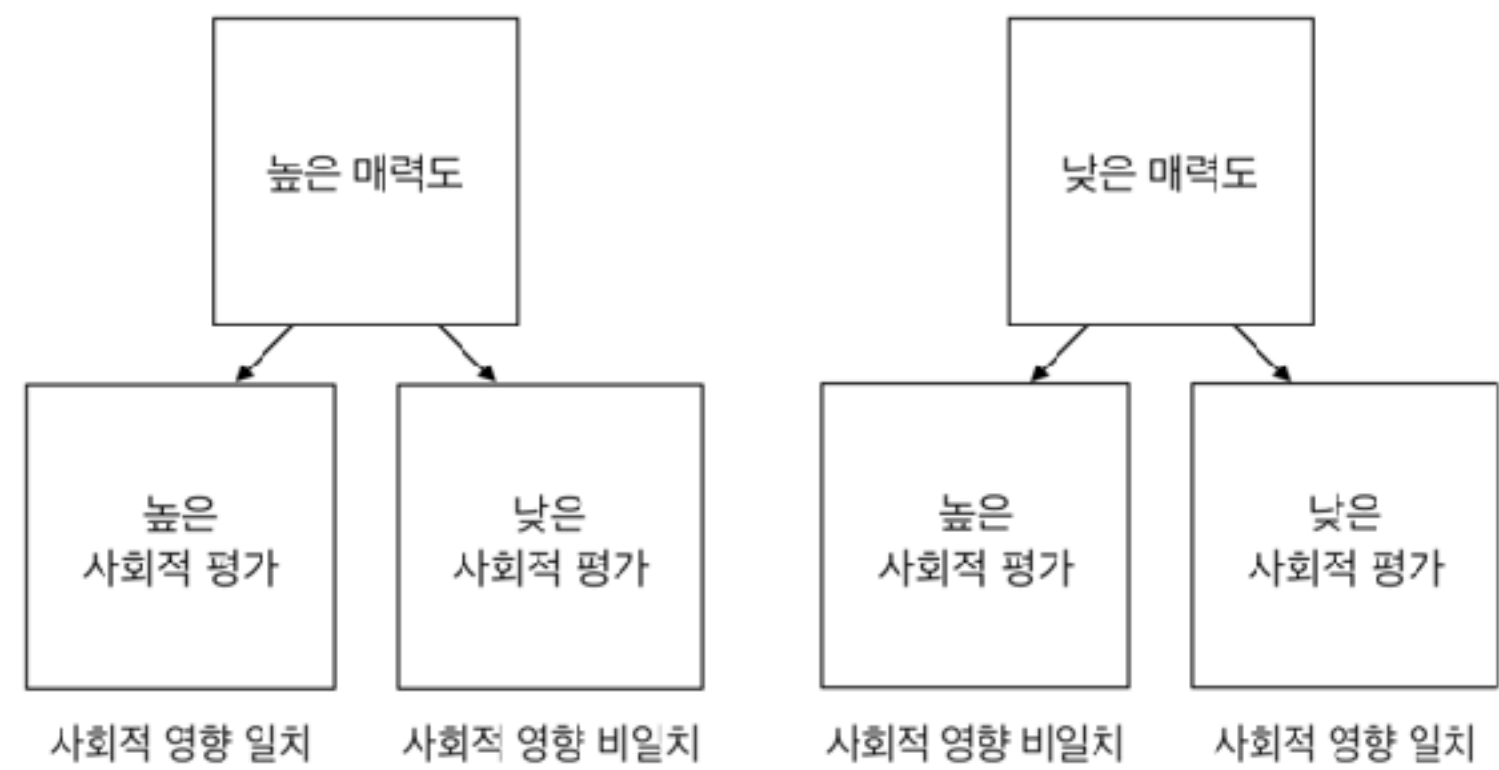 높은 매력도
낮은 매력도
높은
사회적 평가
낮은
사회적 평가
높은
사회적 평가
낮은
사회적 평가
사회적 영향 일치
사회적 영향 비일치
사회적 영향 비일치
사회적 영향 일치